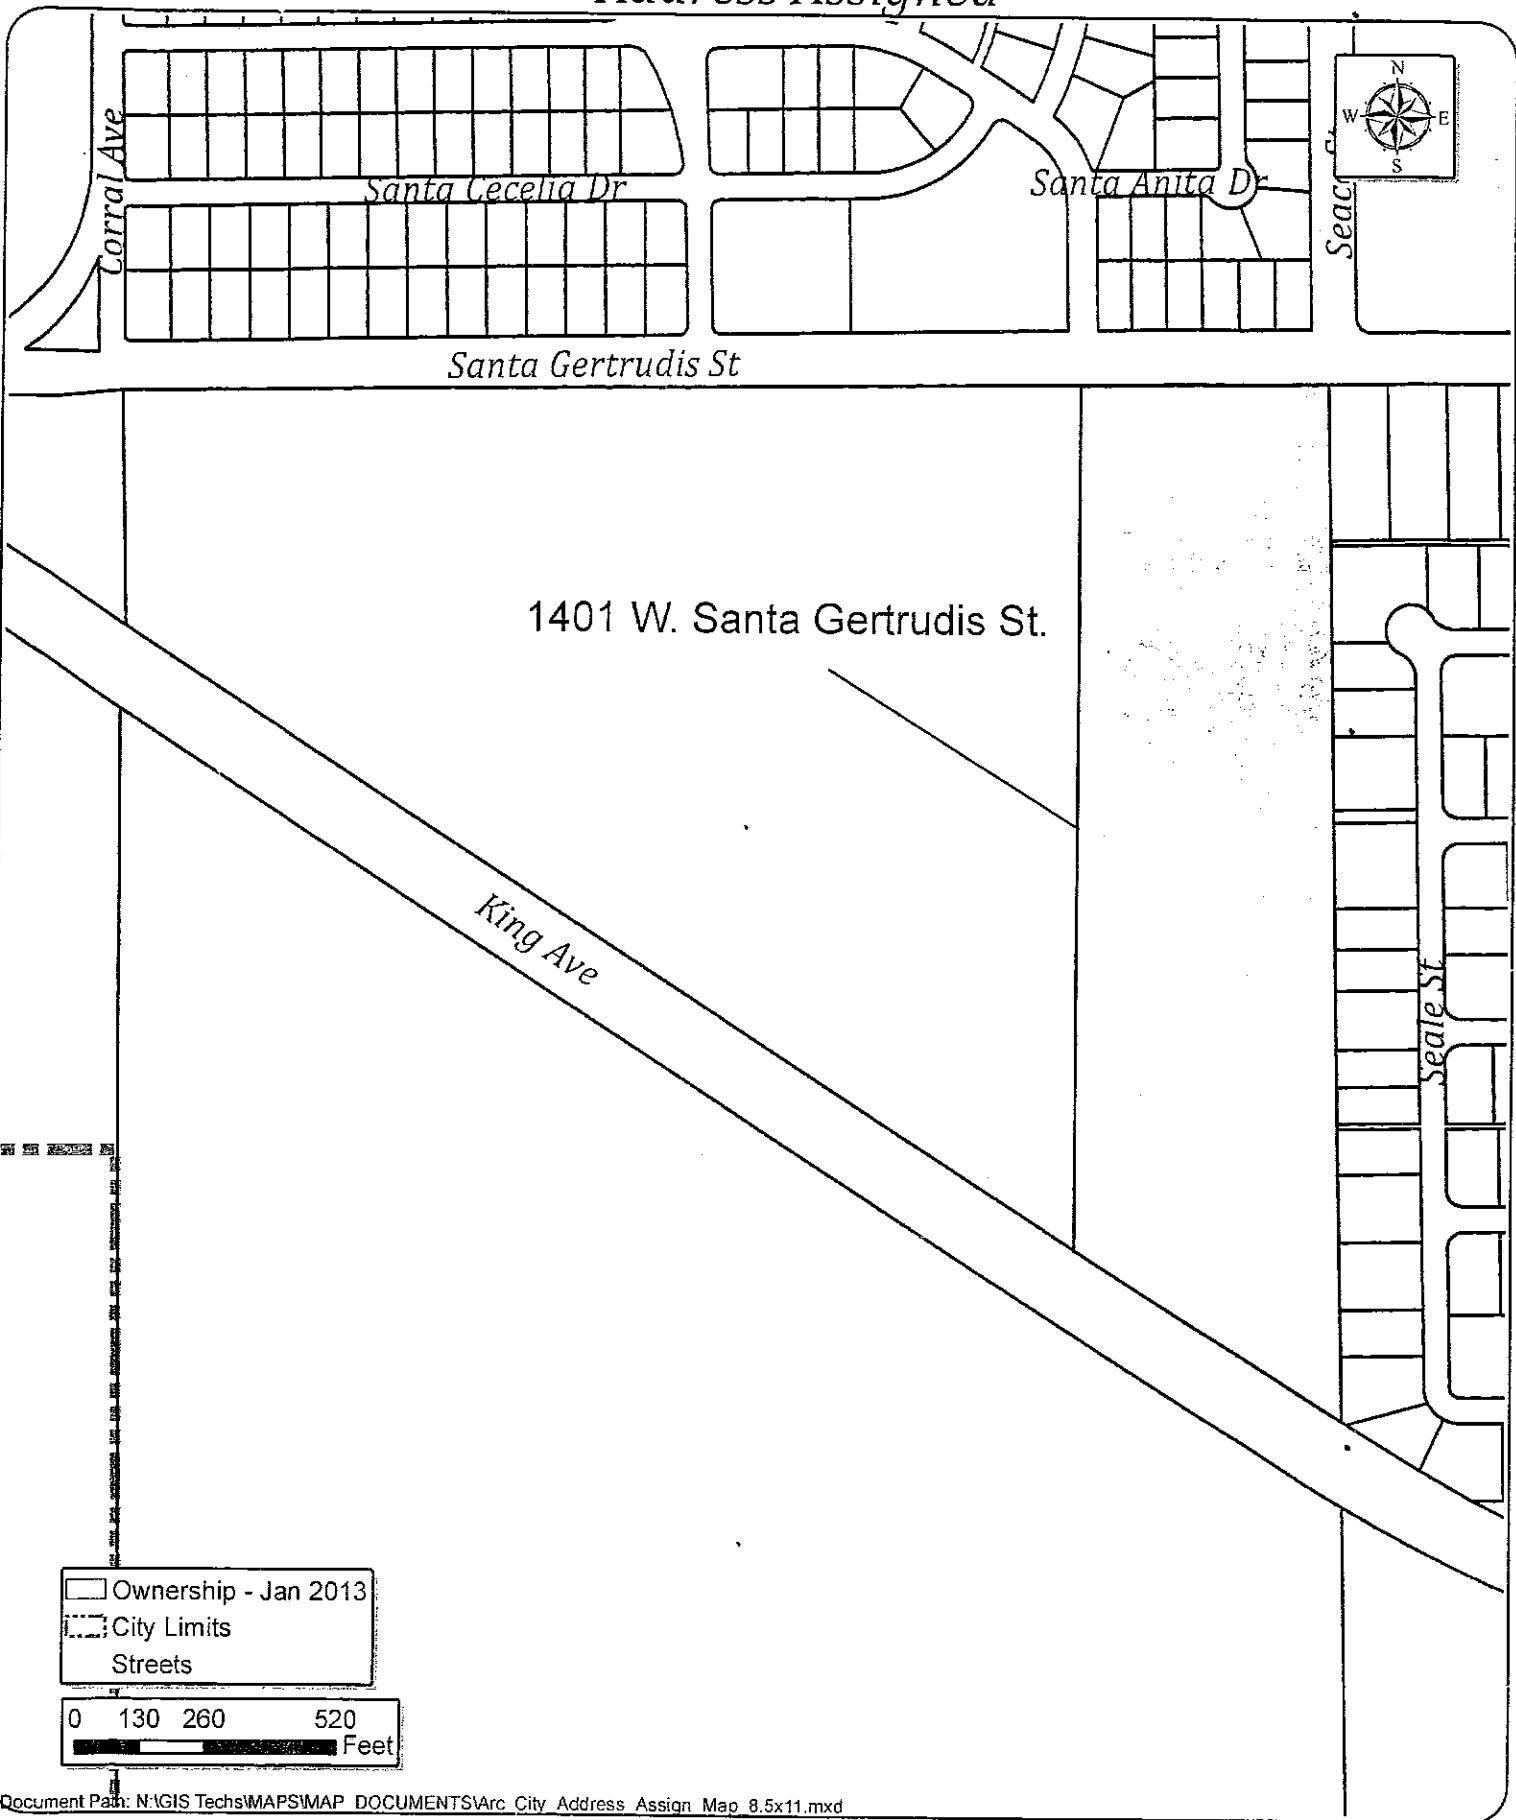 Address Assigned
N
W
E
S
Corral Ave
Santa Cecelia Dr
Santa Anita Dr
Santa Gertrudis St
1401 W. Santa Gertrudis St.
King Ave
Seale St
Ownership - Jan 2013
City Limits
Streets
0 130 260 520
Feet
Document Path: N:\GIS Techs\MAPS\MAP_DOCUMENTS\Arc_City_Address_Assign_Map_8.5x11.mxd